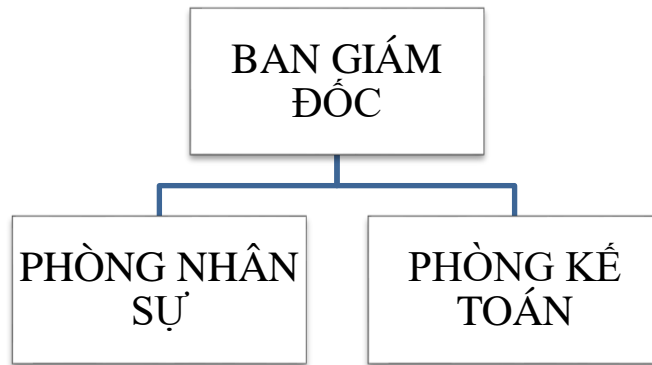 BAN GIÁM
ĐỐC
PHÒNG NHÂN
SỰ
PHÒNG KẾ
TOÁN